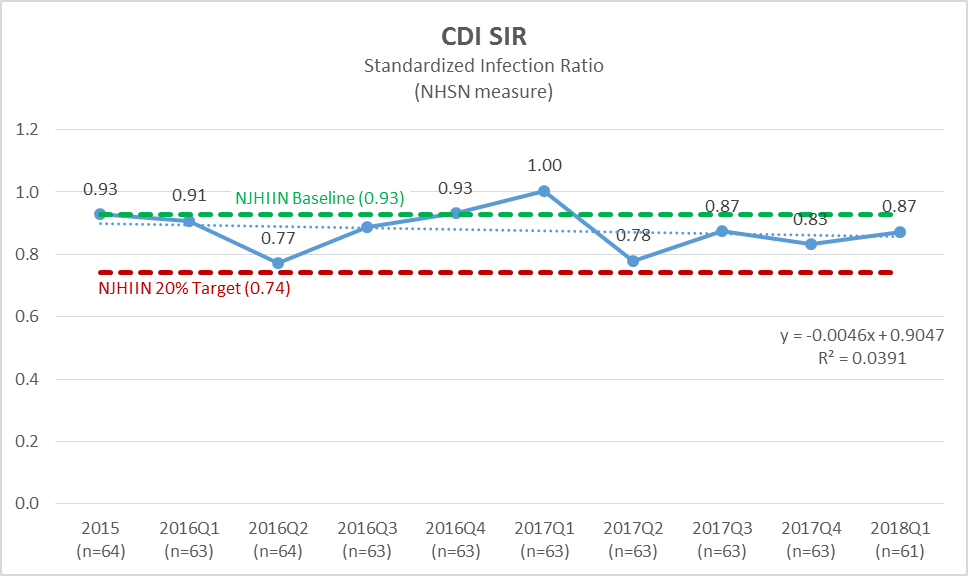 CDI SIR
Standardized Infection Ratio
(NHSN measure)
1.2
1.0
0.8
0.6
0.4
0.2
0.0
0.93
0.91
0.77
0.93
1.00
0.78
0.87
0.83
0.87
NJHIIN Baseline (0.93)
NJHIIN 20% Target (0.74)
y = -0.0046x + 0.9047
R² = 0.0391
2015
(n=64)
2016Q1
(n=63)
2016Q2
(n=64)
2016Q3
(n=63)
2016Q4
(n=63)
2017Q1
(n=63)
2017Q2
(n=63)
2017Q3
(n=63)
2017Q4
(n=63)
2018Q1
(n=61)